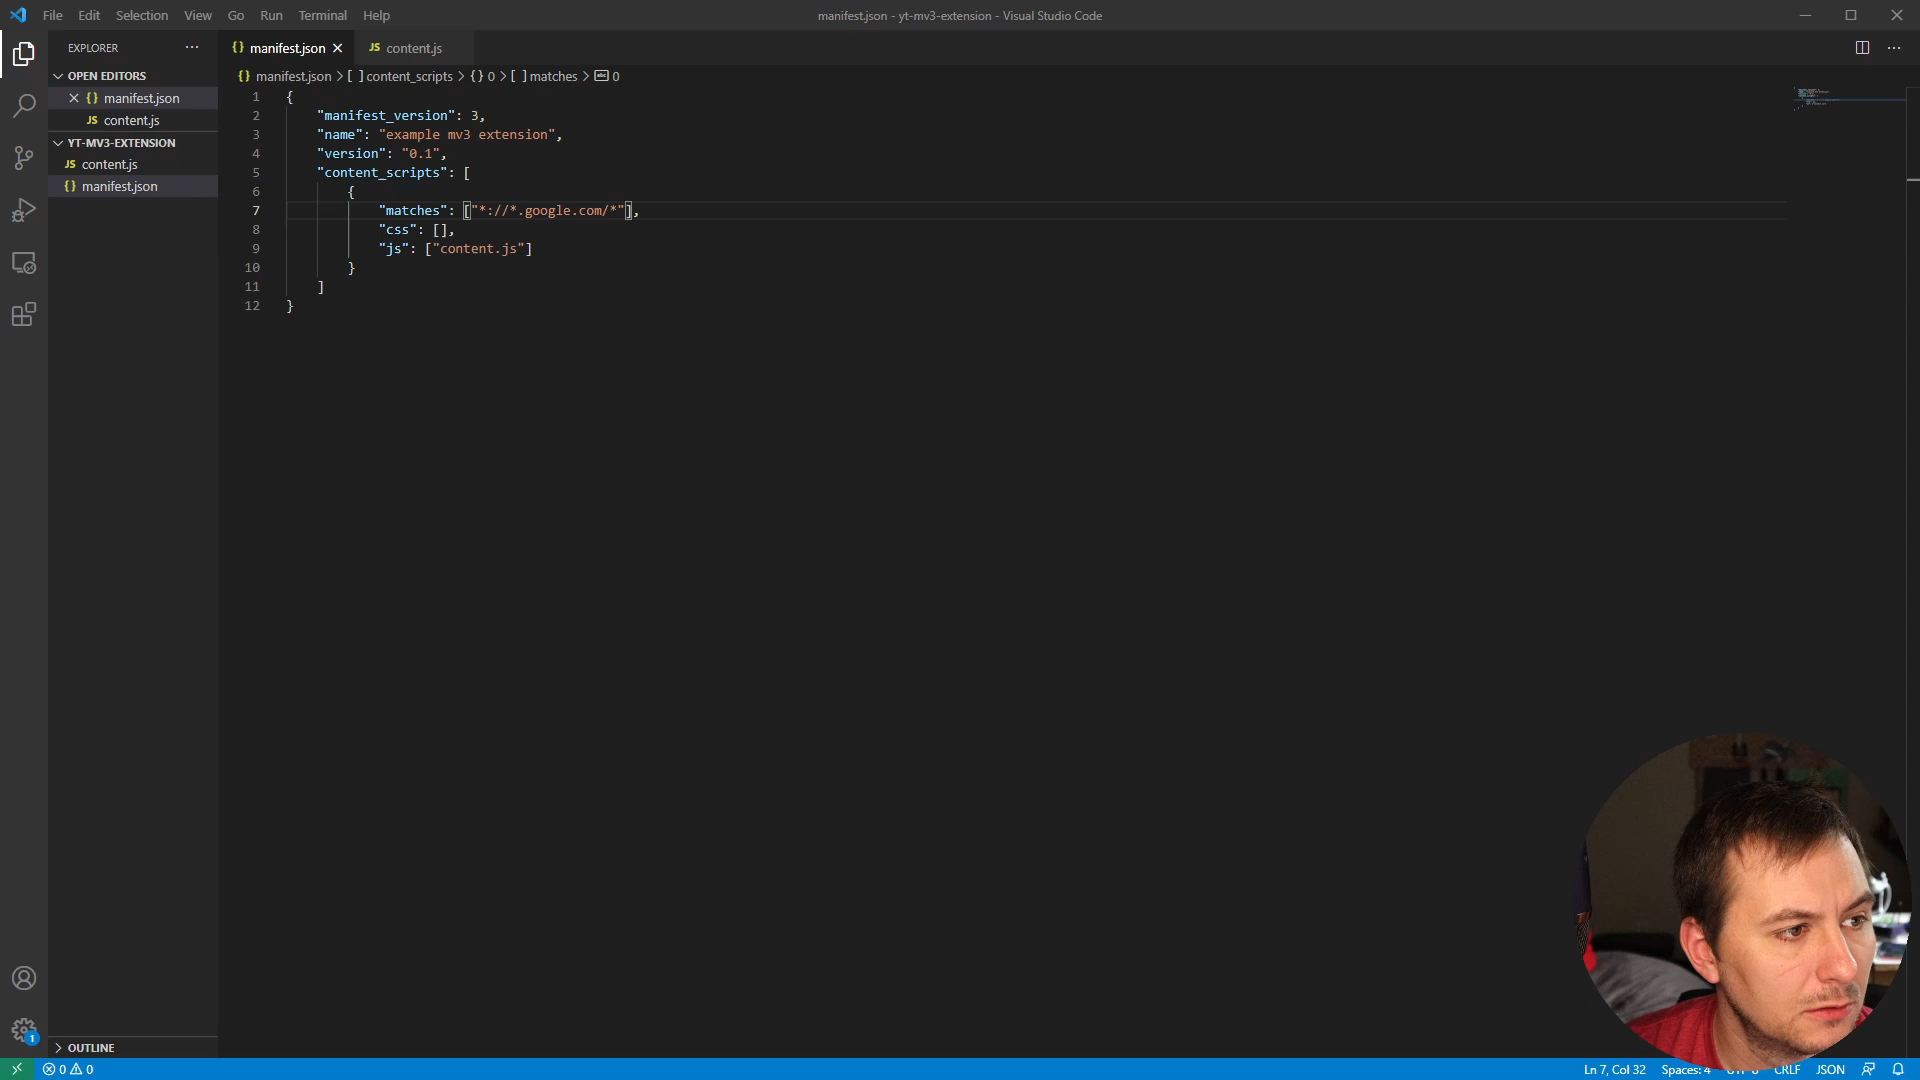 File Edit Selection View Go Run Terminal Help
manifest.json - yt-mv3-extension - Visual Studio Code
EXPLORER
OPEN EDITORS
{} manifest.json
JS content.js
YT-MV3-EXTENSION
JS content.js
{} manifest.json
OUTLINE
{} manifest.json JS content.js
{} manifest.json > [ ] content_scripts > {} 0 > [ ] matches > abc 0
1 {
2 "manifest_version": 3,
3 "name": "example mv3 extension",
4 "version": "0.1",
5 "content_scripts": [
6 {
7 "matches": ["*://*.google.com/*"],
8 "css": [],
9 "js": ["content.js"]
10 }
11 ]
12 }
1
0 0
Ln 7, Col 32 Spaces: 4 CRLF JSON